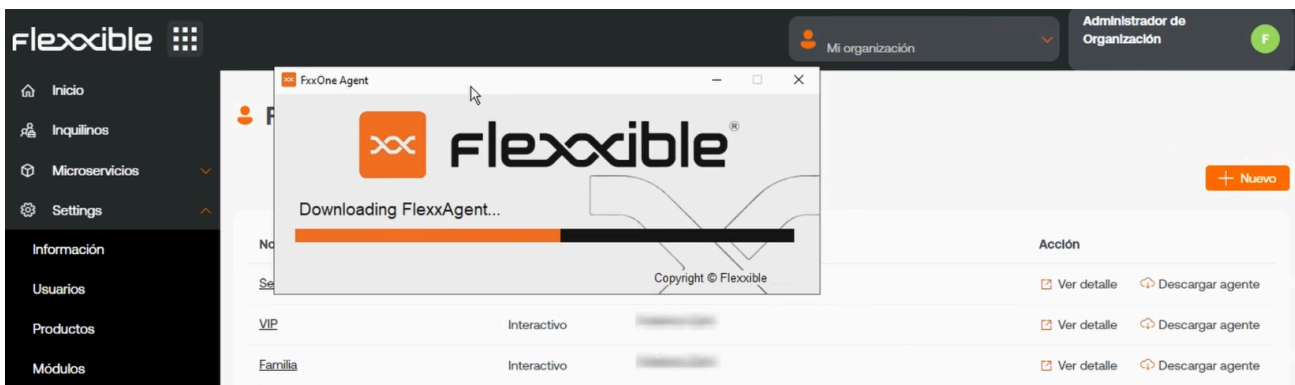 Flexxible
Mi organización
Administrador de
Organización
F
Inicio
Inquilinos
Microservicios
Settings
Información
Usuarios
Productos
Módulos
FxxOne Agent
Flexxible®
Downloading FlexxAgent...
Copyright © Flexxible
Nuevo
Acción
Ver detalle Descargar agente
VIP Interactivo Ver detalle Descargar agente
Familia Interactivo Ver detalle Descargar agente